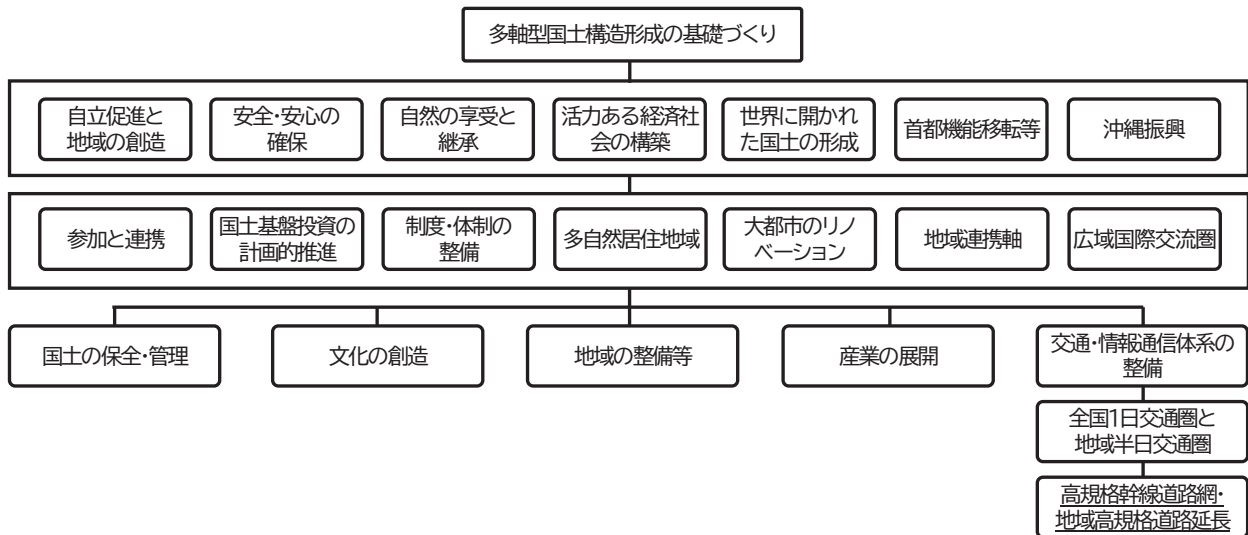 多軸型国土構造形成の基礎づくり
自立促進と
地域の創造
安全・安心の
確保
自然の享受と
継承
活力ある経済社
会の構築
世界に開かれ
た国土の形成
首都機能移転等
沖縄振興
参加と連携
国土基盤投資の
計画的推進
制度・体制の
整備
多自然居住地域
大都市のリノ
ベーション
地域連携軸
広域国際交流圏
国土の保全・管理
文化の創造
地域の整備等
産業の展開
交通・情報通信体系の
整備
全国1日交通圏と
地域半日交通圏
高規格幹線道路網・
地域高規格道路延長